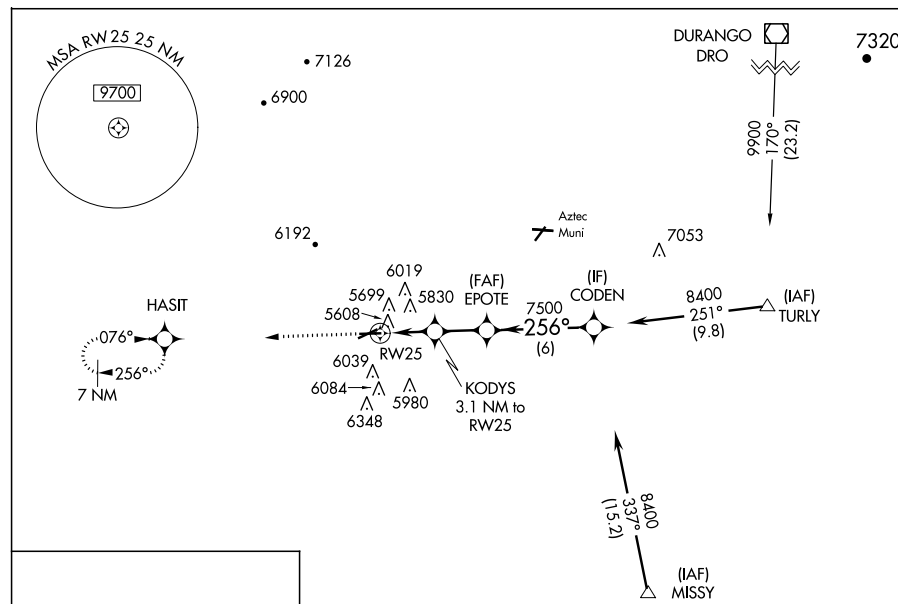 MSA RW25 25 NM
9700
7126
6900
DURANGO
DRO
7320
9900
170°
(23.2)
Aztec
Muni
6192
7053
6019
5699
5830
5608
(FAF)
EPOTE
7500
256°
(6)
(IF)
CODEN
8400
251°
(9.8)
(IAF)
TURLY
HASIT
076°
256°
7 NM
RW25
6039
6084
5980
6348
KODYS
3.1 NM to
RW25
8400
337°
(15.2)
(IAF)
MISSY